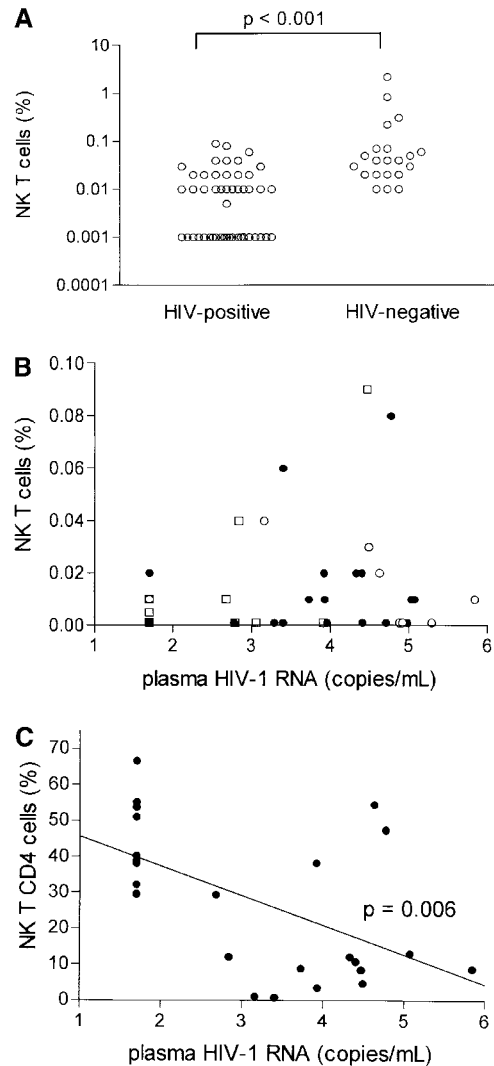 A
p < 0.001
NK T cells (%)
10
1
0.1
0.01
0.001
0.0001
HIV-positive HIV-negative
B
NK T cells (%)
0.10
0.08
0.06
0.04
0.02
0.00
1 2 3 4 5 6
plasma HIV-1 RNA (copies/mL)
C
NK T CD4 cells (%)
70
60
50
40
30
20
10
0
p = 0.006
1 2 3 4 5 6
plasma HIV-1 RNA (copies/mL)